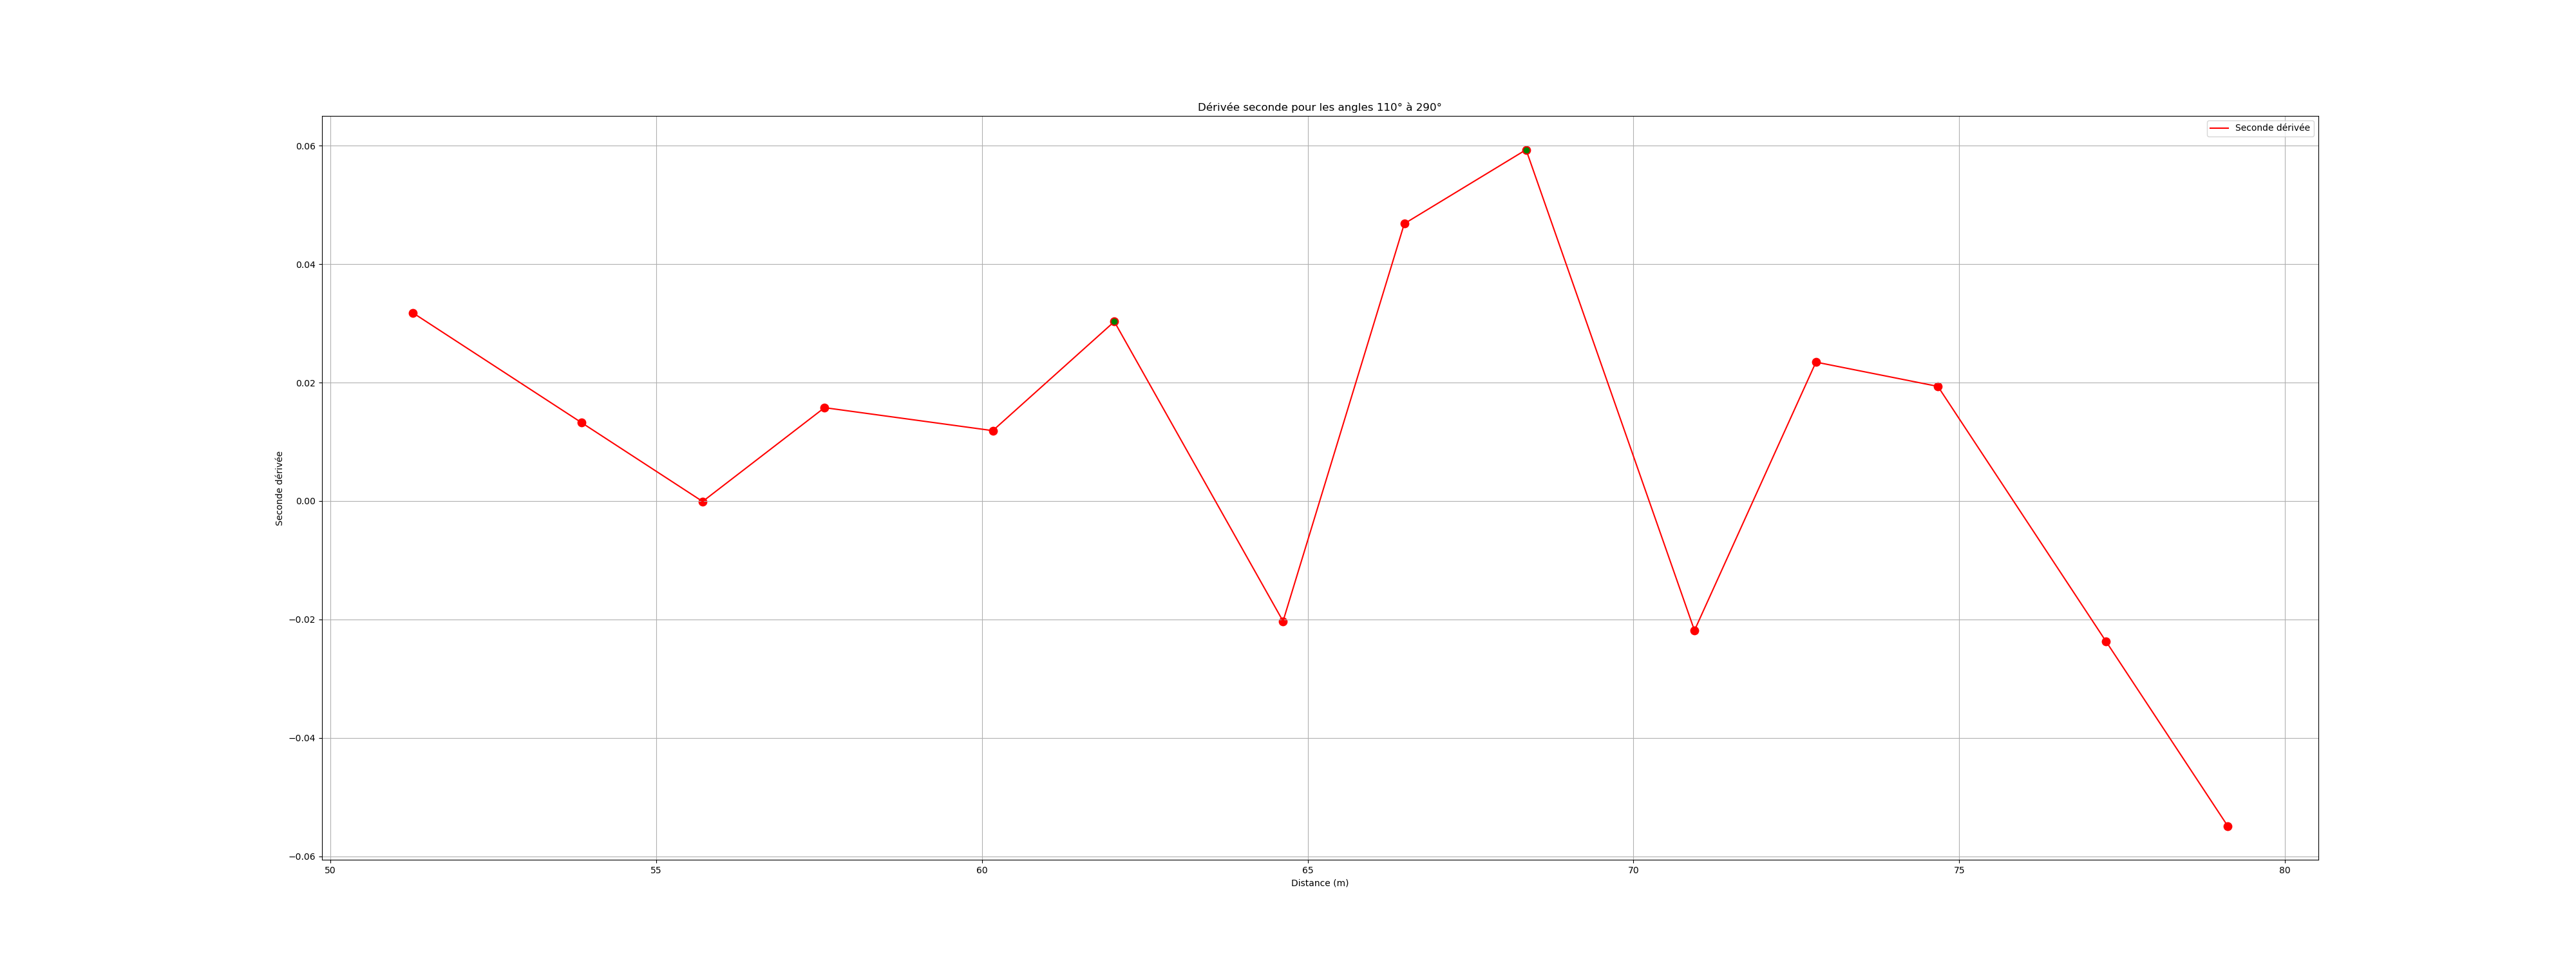 Dérivée seconde pour les angles 110° à 290°
Seconde dérivée
0.06
0.04
0.02
0.00
−0.02
−0.04
−0.06
Seconde dérivée
50 55 60 65 70 75 80
Distance (m)